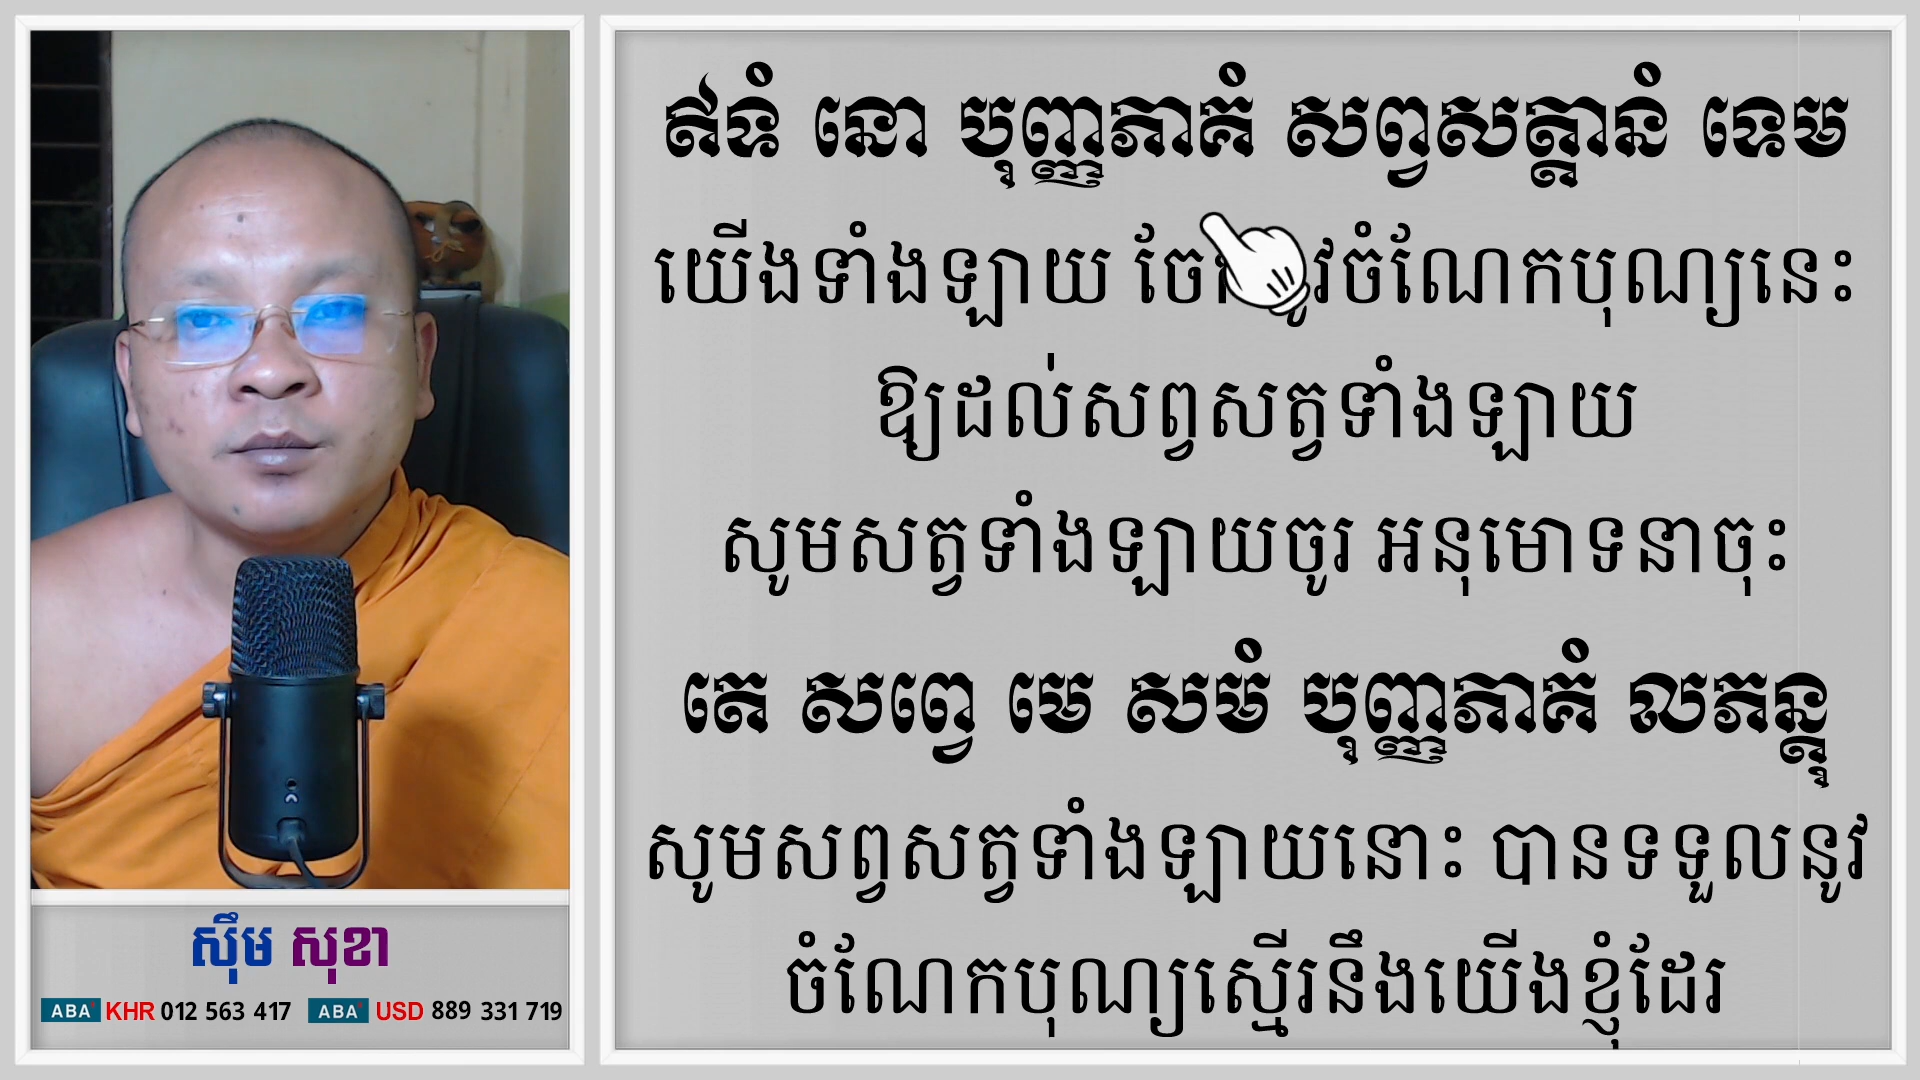 ឥទំ នោ បុញ្ញភាគំ សព្វសត្តានំ ទេម
យើងទាំងឡាយ ចែក នូវចំណែកបុណ្យនេះ
ឱ្យដល់សព្វសត្វទាំងឡាយ
សូមសត្វទាំងឡាយចូរ អនុមោទនាចុះ
តេ សព្វេ មេ សមំ បុញ្ញភាគំ លភន្តុ
សូមសព្វសត្វទាំងឡាយនោះ បានទទួលនូវ
ចំណែកបុណ្យស្មើរនឹងយើងខ្ញុំដែរ
ស៊ឹម សុខា
ABA KHR 012 563 417 ABA USD 889 331 719